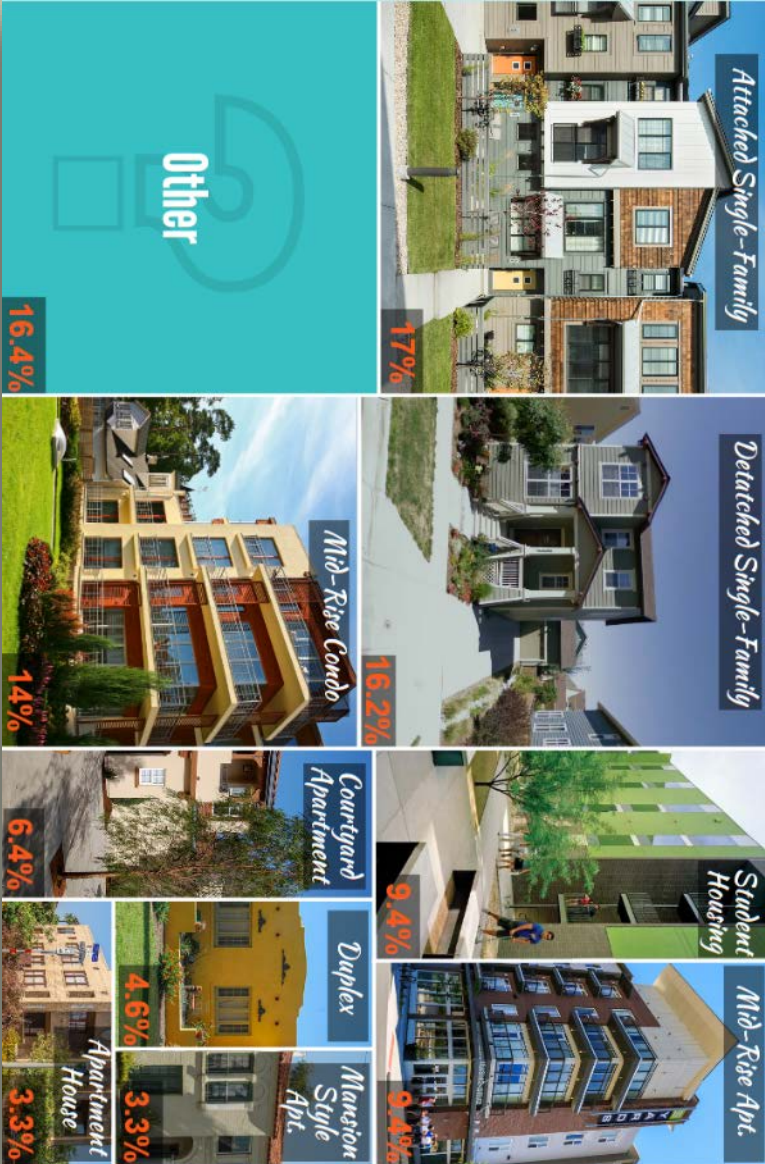 Attached Single-Family
17%
Other
16.4%
Detatched Single-Family
16.2%
Mid-Rise Condo
14%
Student
Housing
9.4%
Mid-Rise Apt.
9.4%
YARDS
Courtyard
Apartment
6.4%
Duplex
4.6%
Mansion
Style
Apt.
3.3%
Apartment
House
3.3%